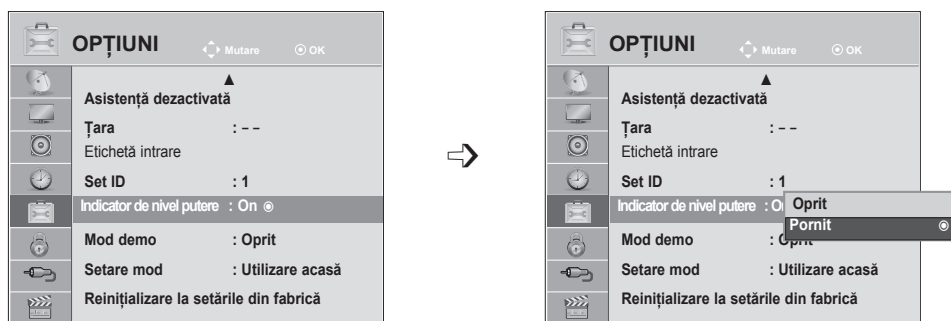 OPȚIUNI Mutare OK
Asistență dezactivată
Țara : – –
Etichetă intrare
Set ID : 1
Indicator de nivel putere : On
Mod demo : Oprit
Setare mod : Utilizare acasă
Reinițializare la setările din fabrică
OPȚIUNI Mutare OK
Asistență dezactivată
Țara : – –
Etichetă intrare
Set ID : 1
Indicator de nivel putere : On
Oprit
Pornit
Mod demo : Oprit
Setare mod : Utilizare acasă
Reinițializare la setările din fabrică